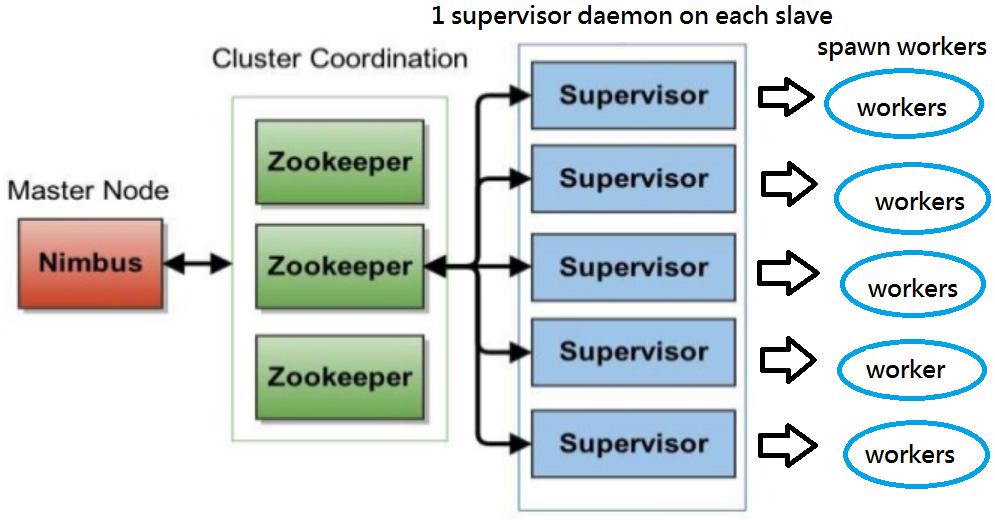 1 supervisor daemon on each slave
spawn workers
Cluster Coordination
Master Node
Nimbus
Zookeeper
Zookeeper
Zookeeper
Supervisor
Supervisor
Supervisor
Supervisor
Supervisor
workers
workers
workers
worker
workers